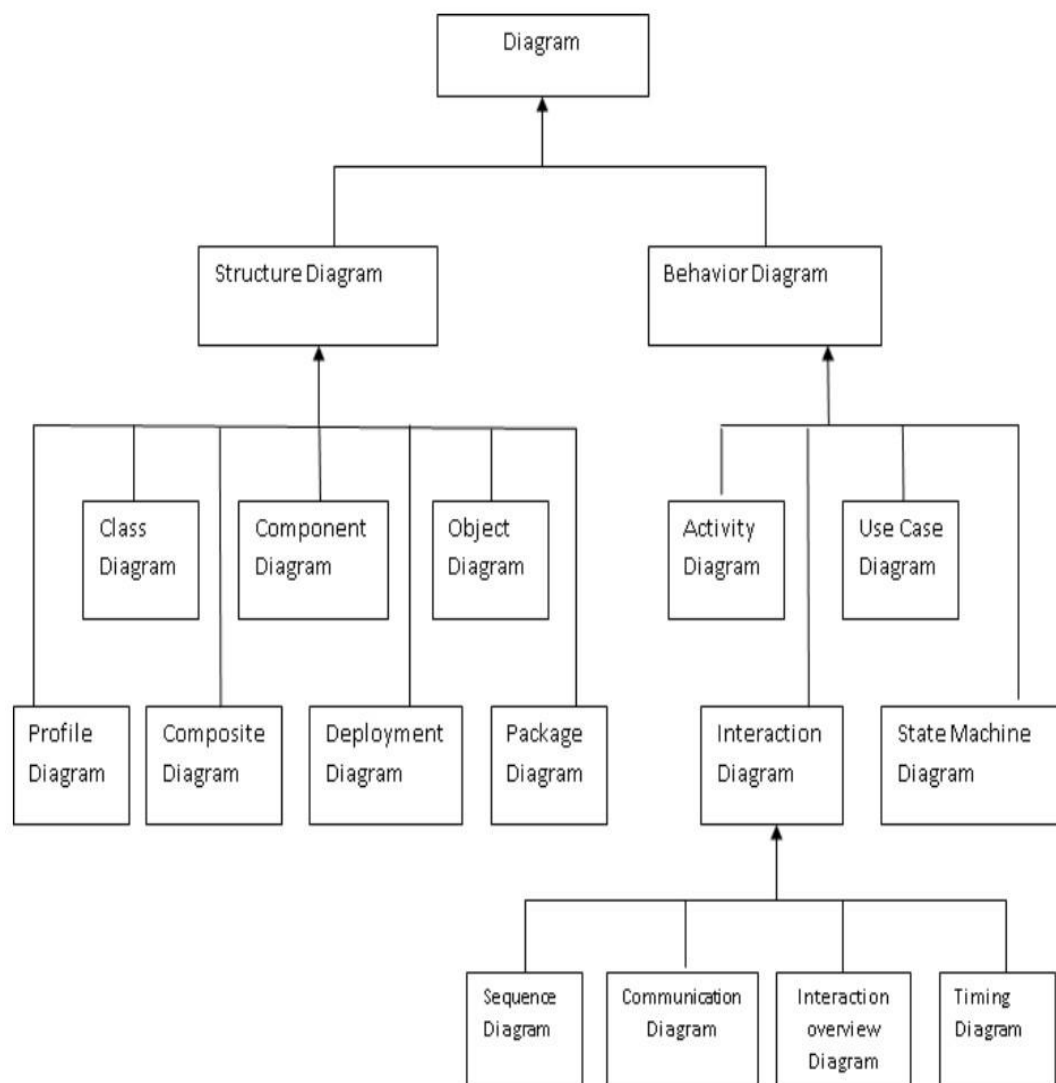 Diagram
Structure Diagram
Behavior Diagram
Class
Diagram
Component
Diagram
Object
Diagram
Activity
Diagram
Use Case
Diagram
Profile
Diagram
Composite
Diagram
Deployment
Diagram
Package
Diagram
Interaction
Diagram
State Machine
Diagram
Sequence
Diagram
Communication
Diagram
Interaction
overview
Diagram
Timing
Diagram